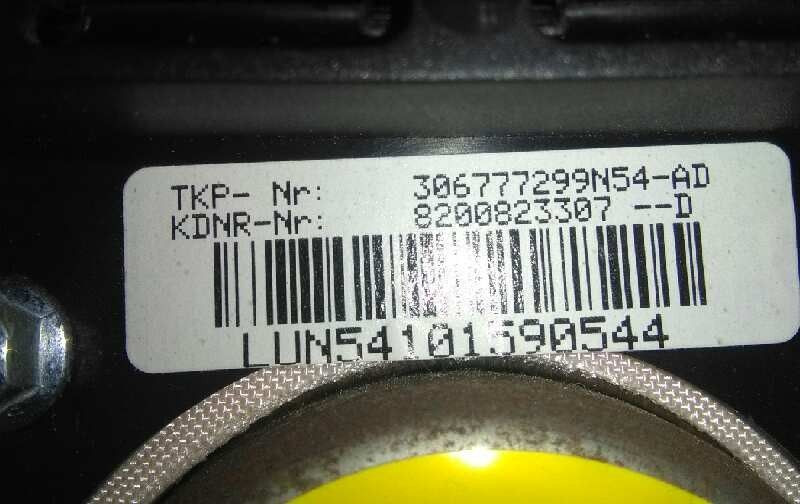 TKP- Nr: 306777299N54-AD
KDNR-Nr: 8200823307 --D
LUN54101590544